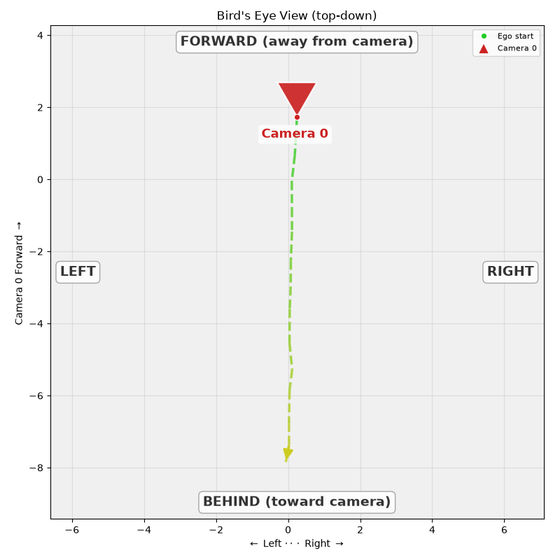 Bird's Eye View (top-down)
FORWARD (away from camera)
Ego start
Camera 0
Camera 0
LEFT
RIGHT
BEHIND (toward camera)
Camera 0 Forward →
4
2
0
−2
−4
−6
−8
−6
−4
−2
0
2
4
6
← Left · · · Right →